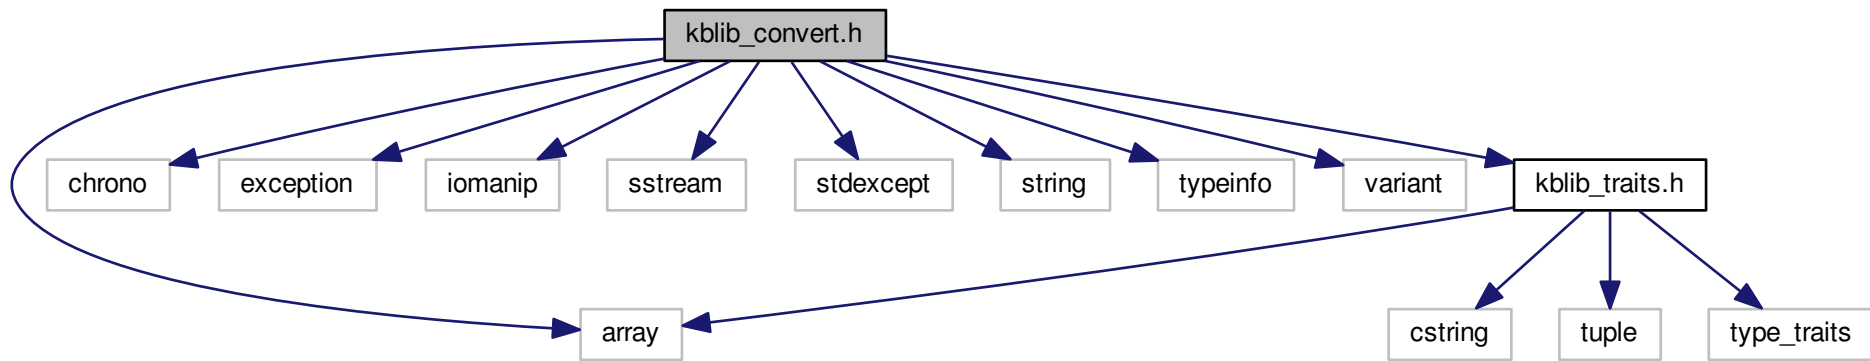 kblib_convert.h
chrono
exception
iomanip
sstream
stdexcept
string
typeinfo
variant
kblib_traits.h
array
cstring
tuple
type_traits